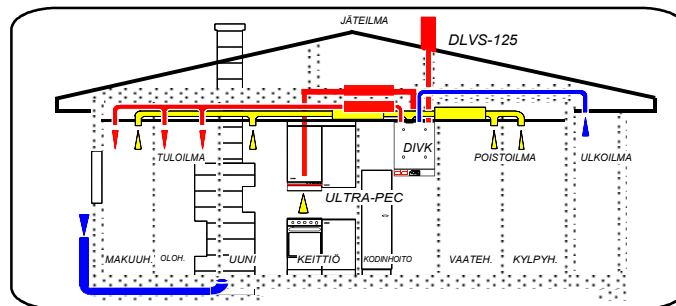 JÄTEILMA
DLVS-125
DIVK
TULOILMA
POISTOILMA
ULKOILMA
ULTRA-PEC
MAKUUH.
OLOH.
UUNI
KEITTIÖ
KODINHOITO
VAATEH.
KYLPYH.